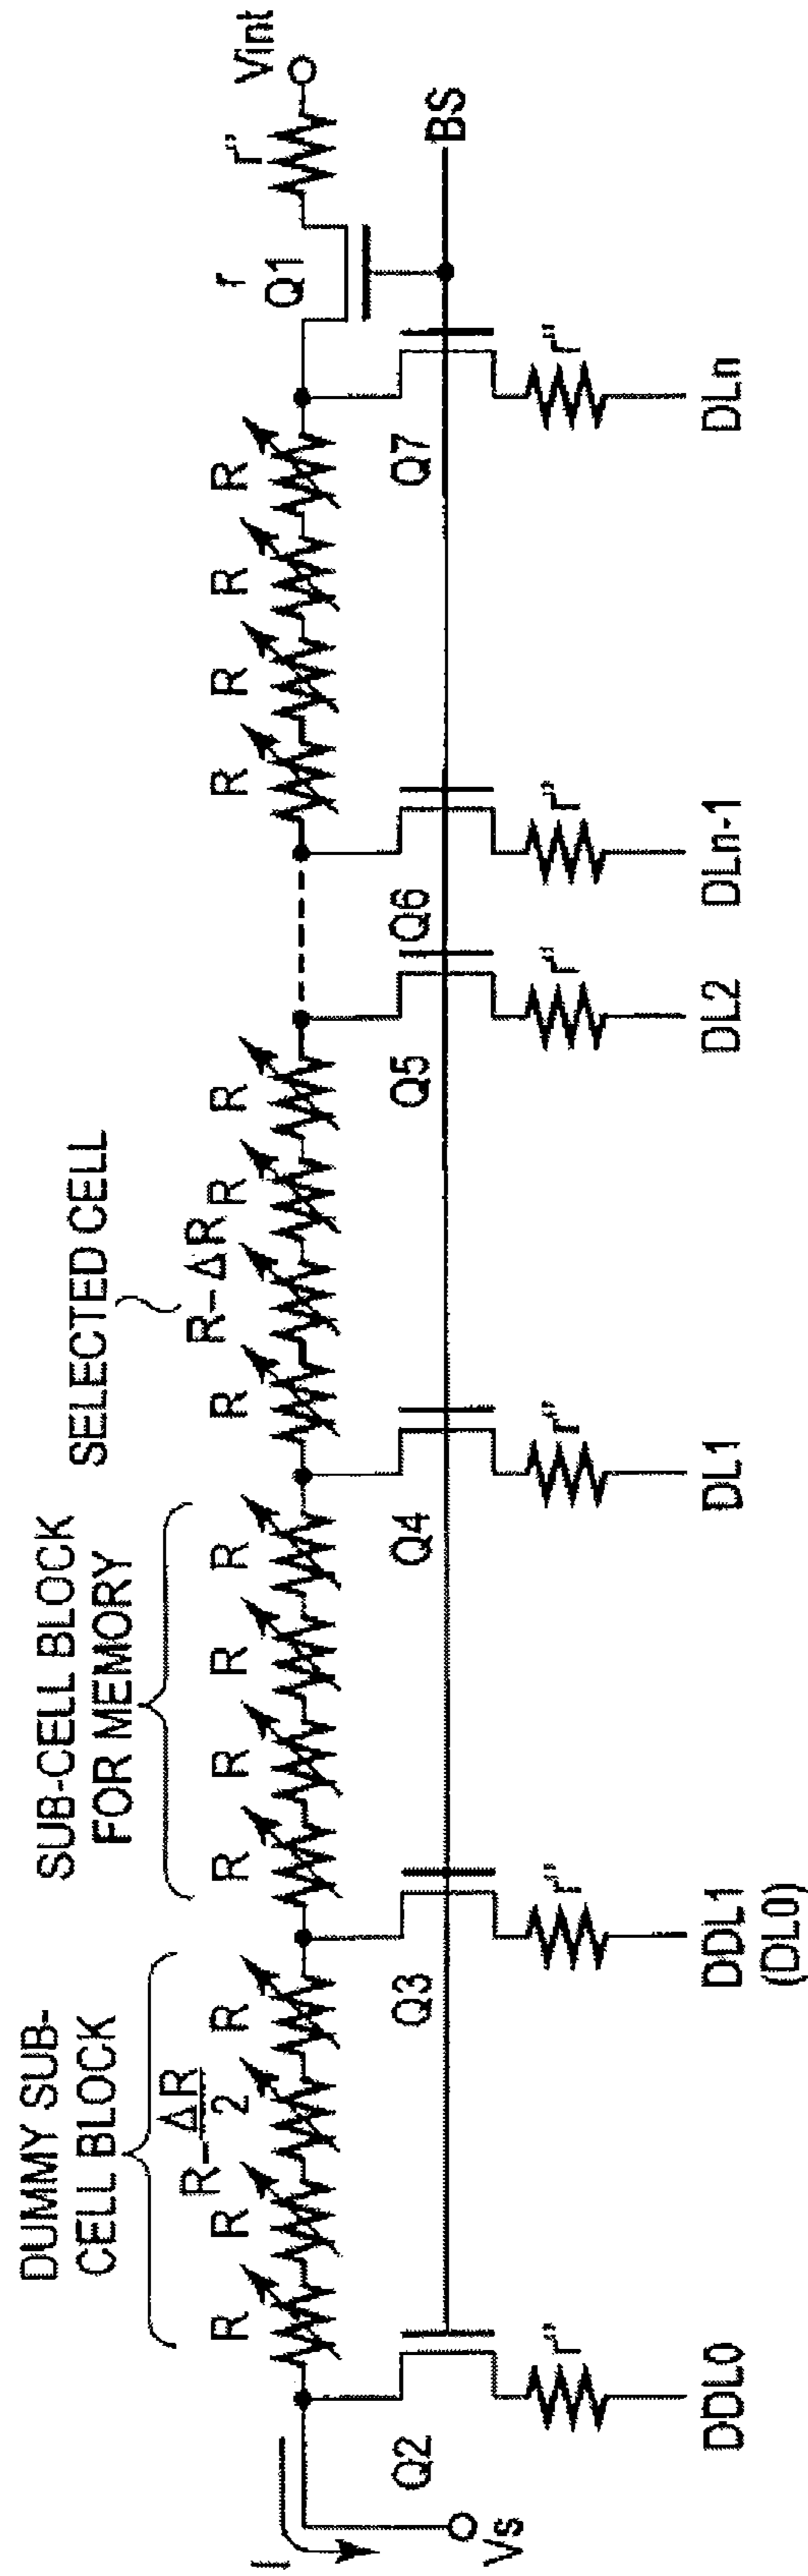 DUMMY SUB-
CELL BLOCK
SUB-CELL BLOCK
FOR MEMORY
SELECTED CELL
R
R
R-ΔR/2
R
R
R
R
R
R
R-ΔR
R
R
R
R
R
R
r
Q1
r"
Vint
I
Vs
Q2
Q3
Q4
Q5
Q6
Q7
BS
r"
r"
r"
r"
r"
r"
DDL0
DDL1
(DL0)
DL1
DL2
DLn-1
DLn